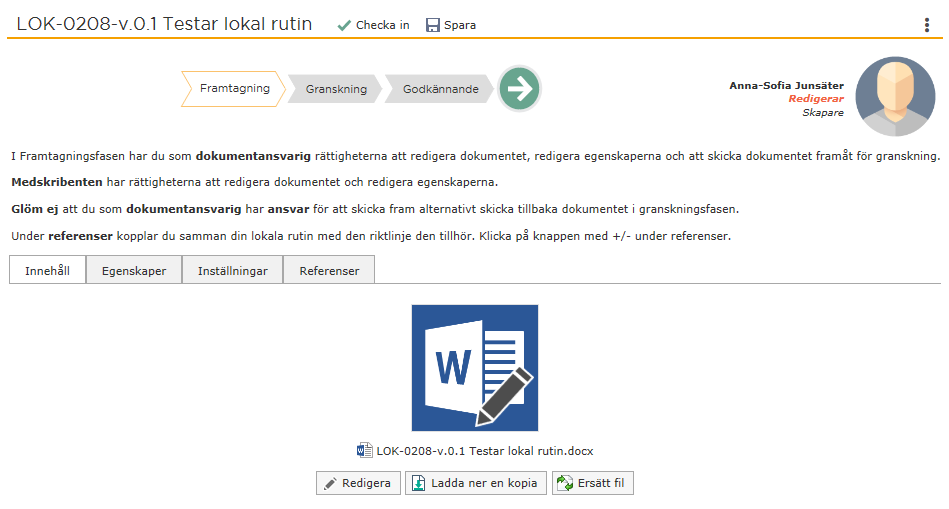 LOK-0208-v.0.1 Testar lokal rutin Checka in Spara
Framtagning Granskning Godkännande
Anna-Sofia Junsäter
Redigerar
Skapare
I Framtagningsfasen har du som dokumentansvarig rättigheterna att redigera dokumentet, redigera egenskaperna och att skicka dokumentet framåt för granskning.
Medskribenten har rättigheterna att redigera dokumentet och redigera egenskaperna.
Glöm ej att du som dokumentansvarig har ansvar för att skicka fram alternativt skicka tillbaka dokumentet i granskningsfasen.
Under referenser kopplar du samman din lokala rutin med den riktlinje den tillhör. Klicka på knappen med +/- under referenser.
Innehåll Egenskaper Inställningar Referenser
W
LOK-0208-v.0.1 Testar lokal rutin.docx
Redigera Ladda ner en kopia Ersätt fil